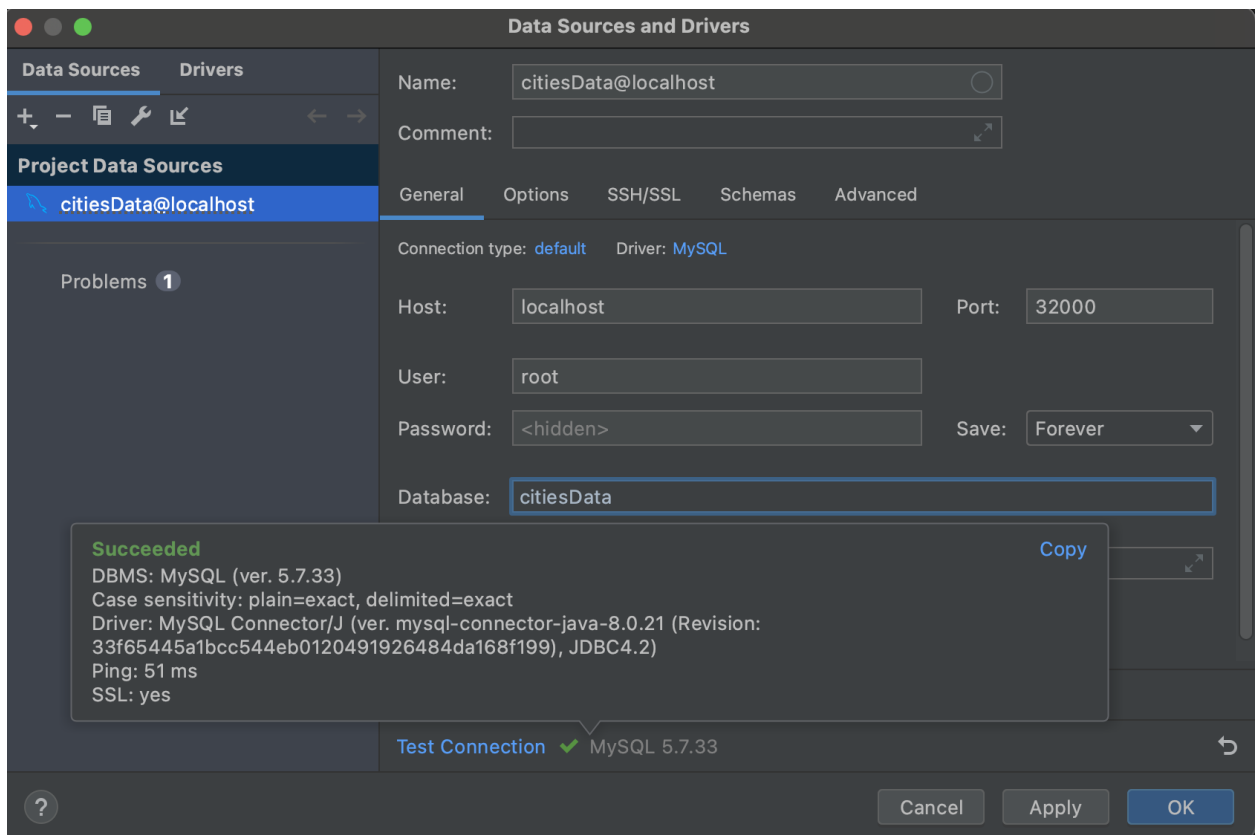 Data Sources and Drivers
Data Sources Drivers
Project Data Sources
citiesData@localhost
Problems 1
Name: citiesData@localhost
Comment:
General Options SSH/SSL Schemas Advanced
Connection type: default Driver: MySQL
Host: localhost Port: 32000
User: root
Password: <hidden> Save: Forever
Database: citiesData
Succeeded Copy
DBMS: MySQL (ver. 5.7.33)
Case sensitivity: plain=exact, delimited=exact
Driver: MySQL Connector/J (ver. mysql-connector-java-8.0.21 (Revision:
33f65445a1bcc544eb0120491926484da168f199), JDBC4.2)
Ping: 51 ms
SSL: yes
Test Connection MySQL 5.7.33
? Cancel Apply OK